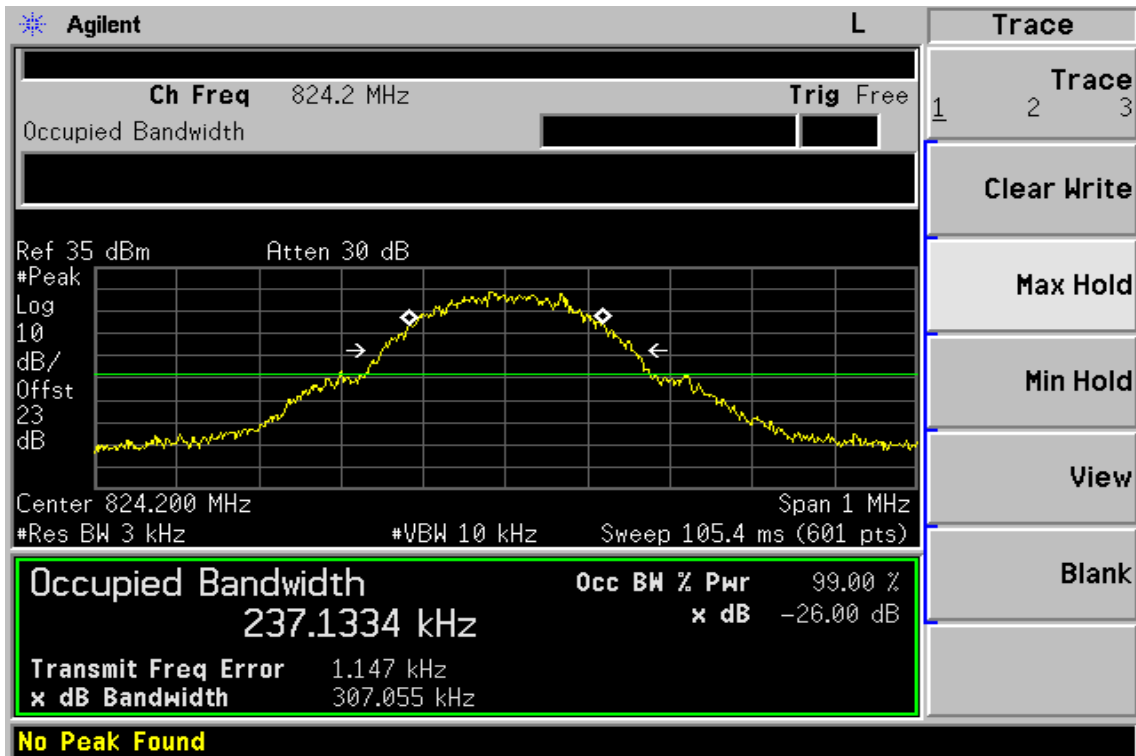 Agilent L Trace
Ch Freq 824.2 MHz Trig Free
Occupied Bandwidth
Trace
1 2 3
Clear Write
Max Hold
Min Hold
View
Blank
Ref 35 dBm Atten 30 dB
#Peak
Log
10
dB/
Offst
23
dB
Center 824.200 MHz Span 1 MHz
#Res BW 3 kHz #VBW 10 kHz Sweep 105.4 ms (601 pts)
Occupied Bandwidth Occ BW % Pwr 99.00 %
237.1334 kHz x dB -26.00 dB
Transmit Freq Error 1.147 kHz
x dB Bandwidth 307.055 kHz
No Peak Found